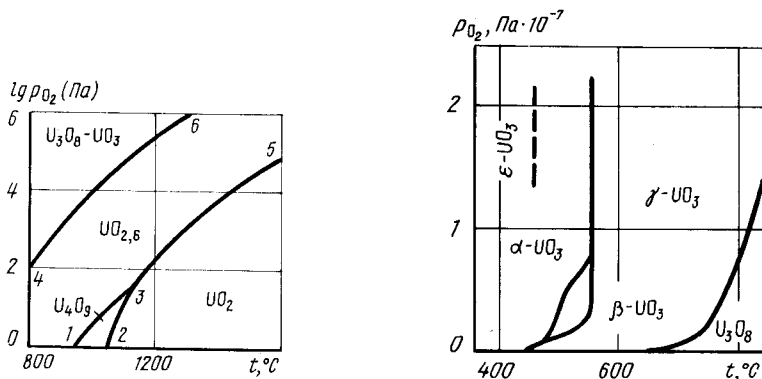 lg p_O₂ (Па)
6
4
2
0
U₃O₈-UO₃
6
5
UO₂,₆
4
3
U₄O₉
UO₂
1
2
800
1200
t,°C
p_O₂, Па·10⁻⁷
2
1
0
ε-UO₃
γ-UO₃
α-UO₃
β-UO₃
U₃O₈
400
600
t,°C